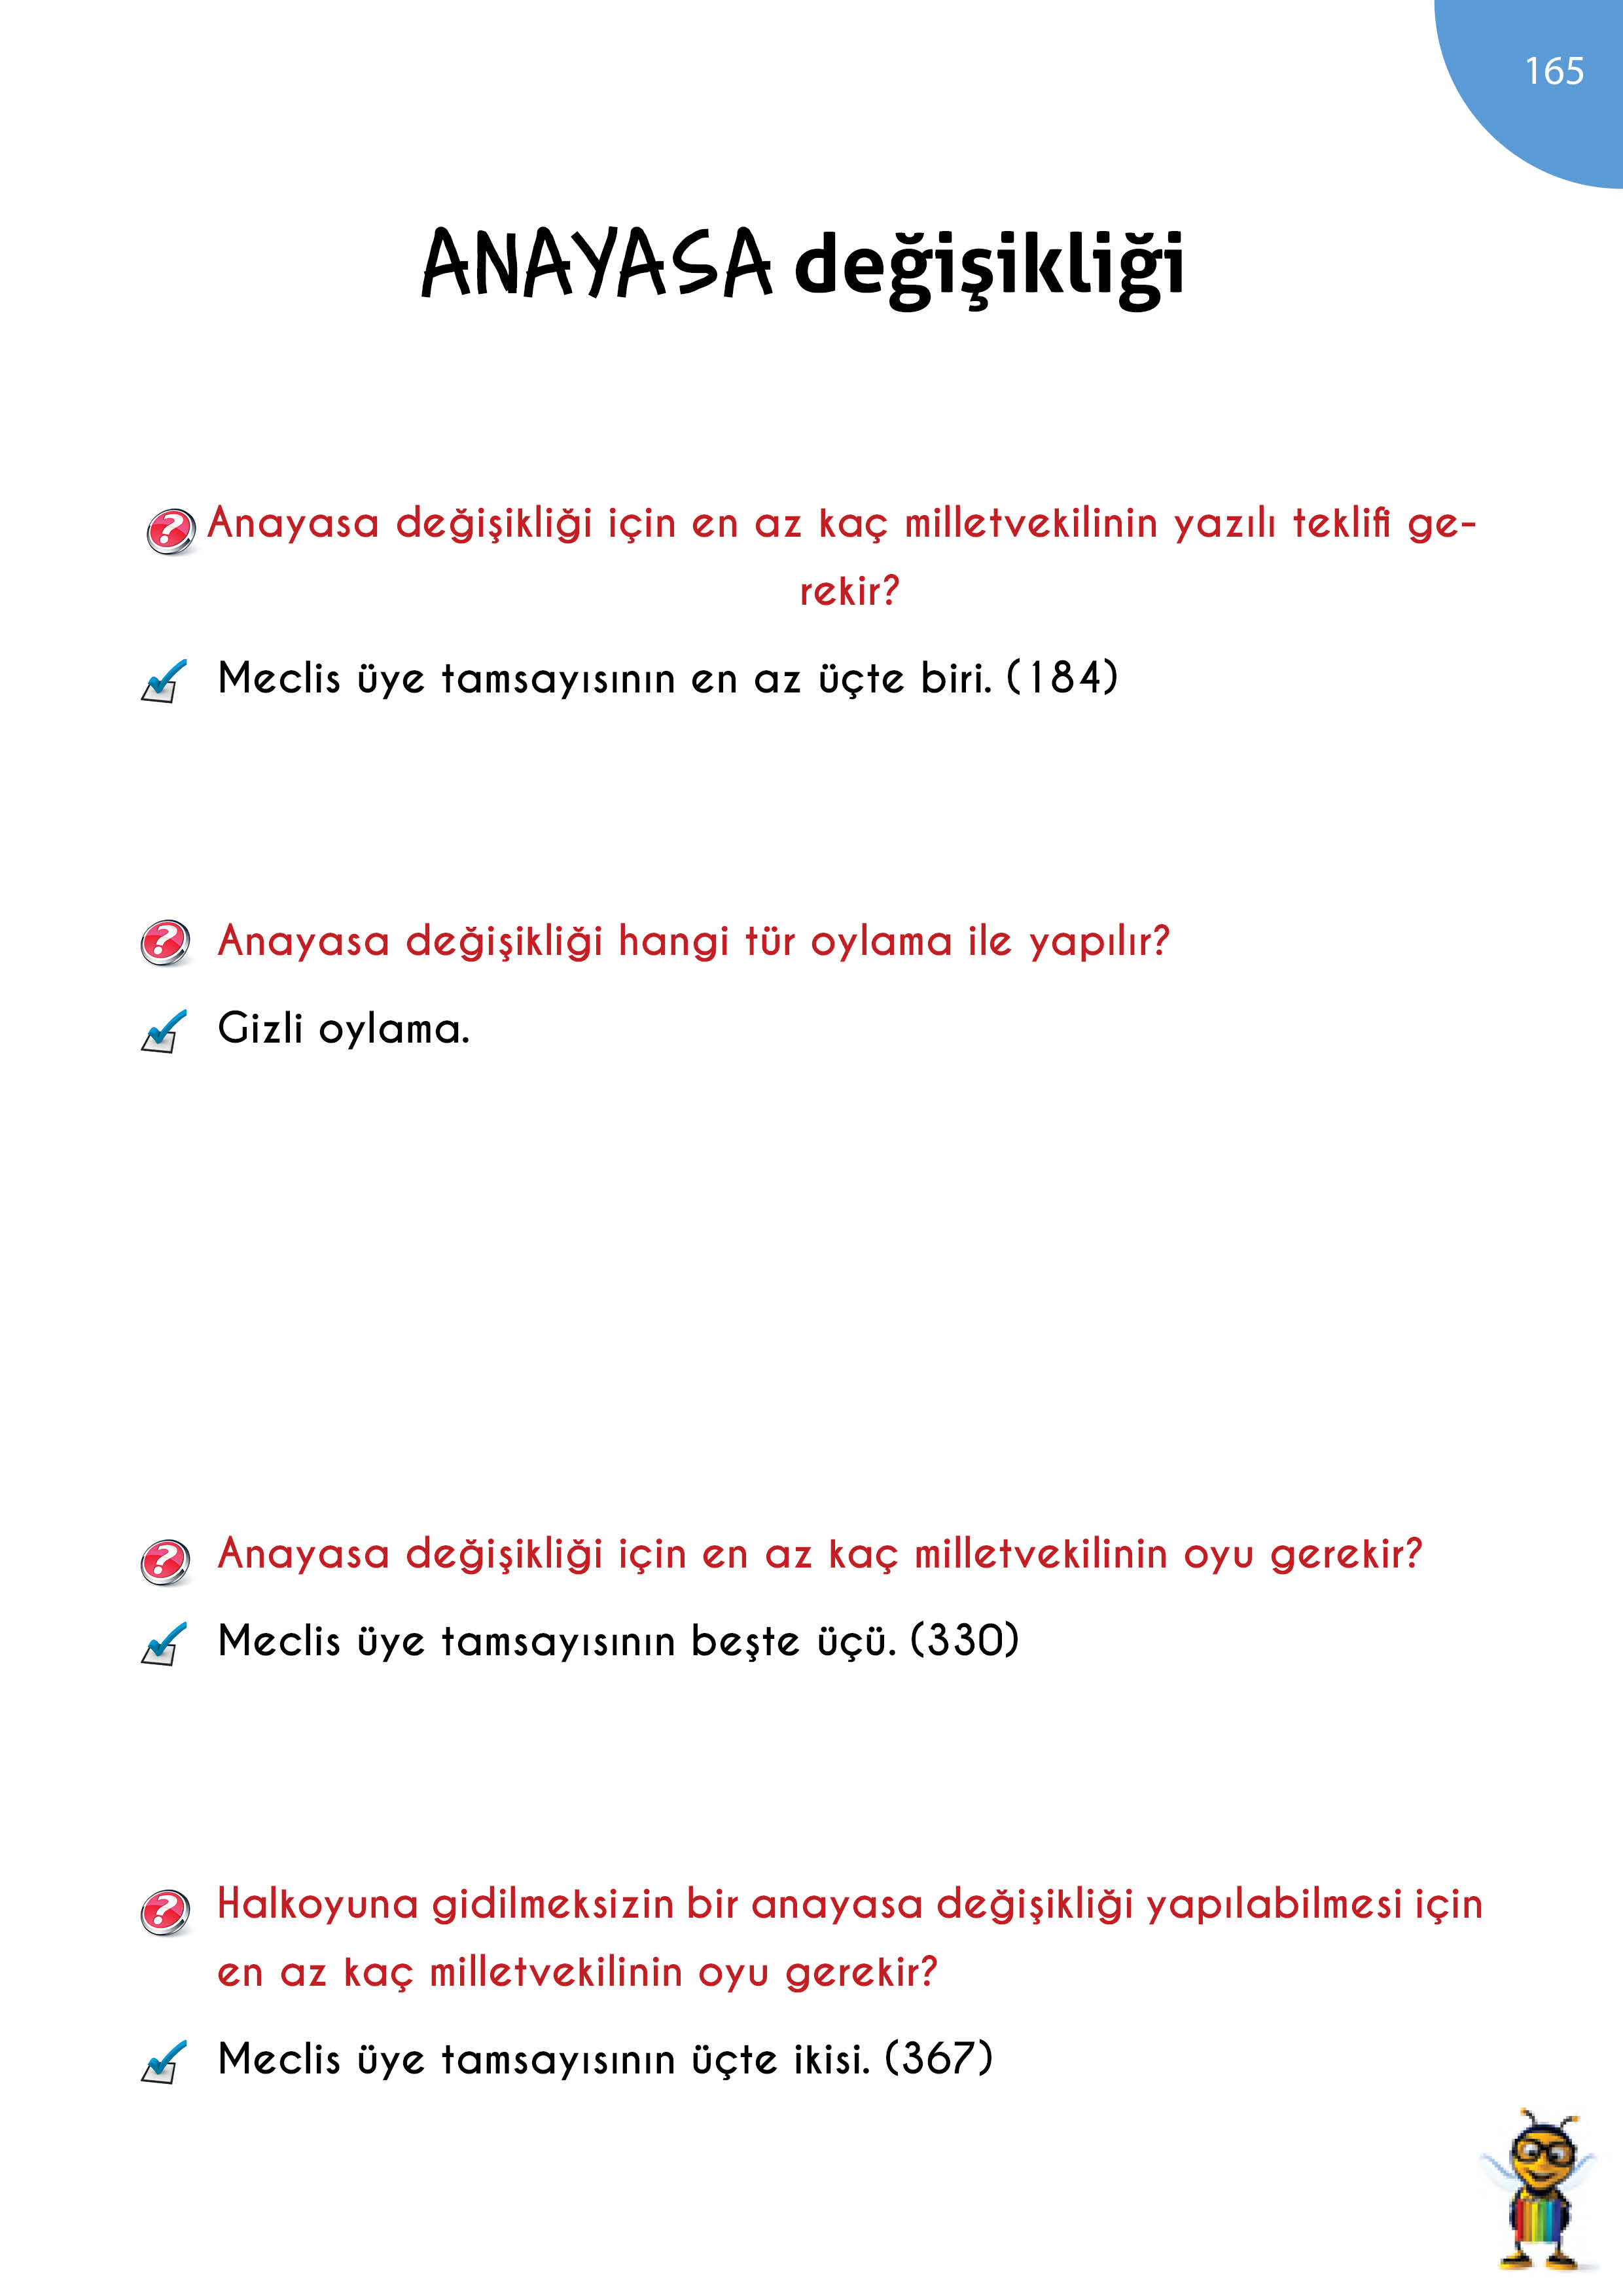 165
ANAYASA değişikliği
Anayasa değişikliği için en az kaç milletvekilinin yazılı teklifi ge-
rekir?
Meclis üye tamsayısının en az üçte biri. (184)
Anayasa değişikliği hangi tür oylama ile yapılır?
Gizli oylama.
Anayasa değişikliği için en az kaç milletvekilinin oyu gerekir?
Meclis üye tamsayısının beşte üçü. (330)
Halkoyuna gidilmeksizin bir anayasa değişikliği yapılabilmesi için
en az kaç milletvekilinin oyu gerekir?
Meclis üye tamsayısının üçte ikisi. (367)